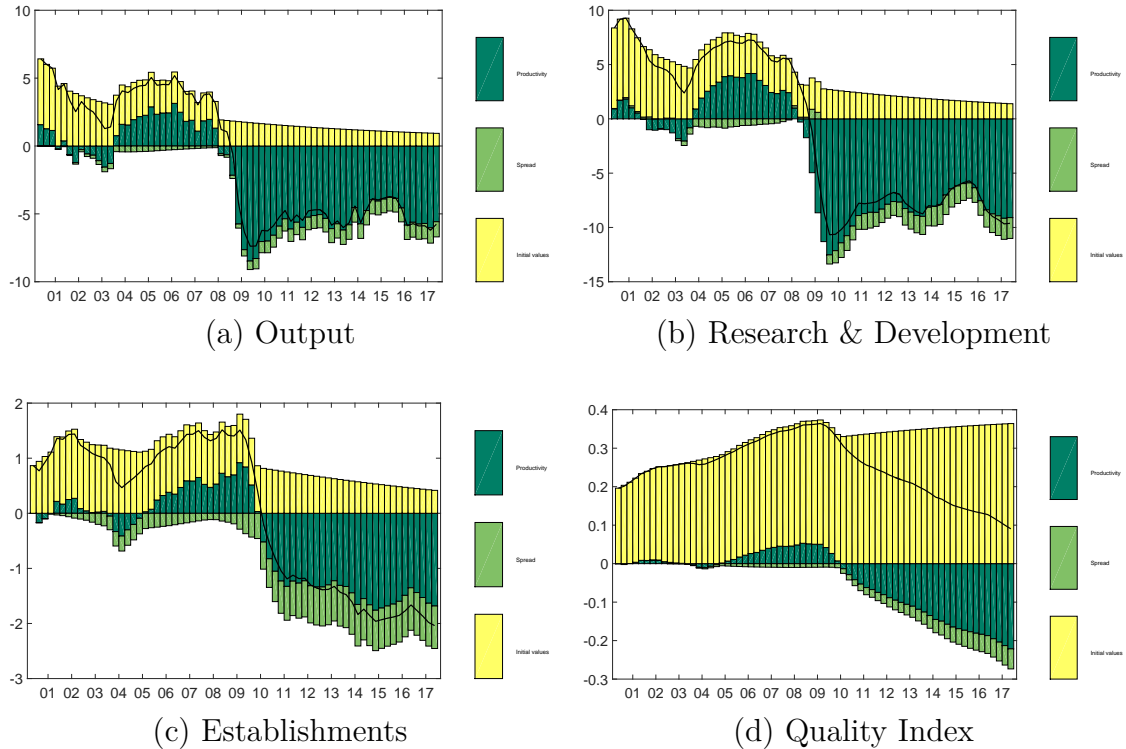 10
5
0
-5
-10
01 02 03 04 05 06 07 08 09 10 11 12 13 14 15 16 17
Productivity
Spread
Initial values
(a) Output
10
5
0
-5
-10
-15
01 02 03 04 05 06 07 08 09 10 11 12 13 14 15 16 17
Productivity
Spread
Initial values
(b) Research & Development
2
1
0
-1
-2
-3
01 02 03 04 05 06 07 08 09 10 11 12 13 14 15 16 17
Productivity
Spread
Initial values
(c) Establishments
0.4
0.3
0.2
0.1
0
-0.1
-0.2
-0.3
01 02 03 04 05 06 07 08 09 10 11 12 13 14 15 16 17
Productivity
Spread
Initial values
(d) Quality Index